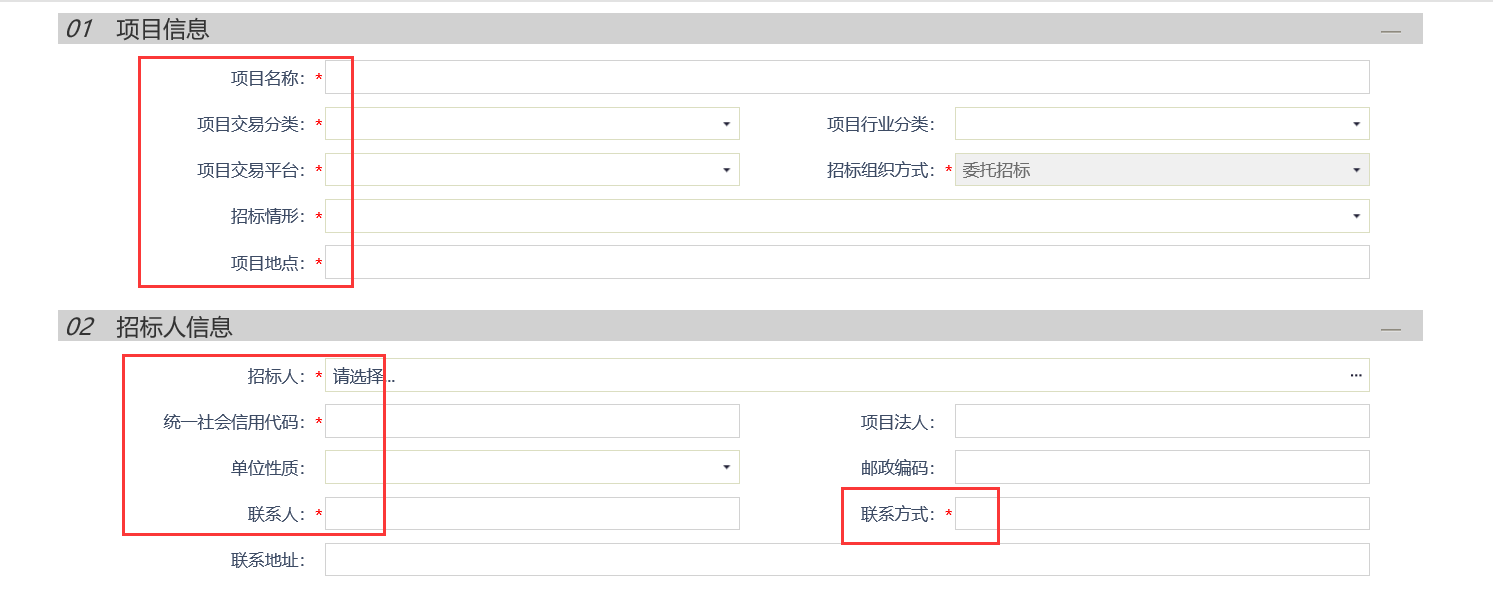 01 项目信息 —
项目名称：*
项目交易分类：* 项目行业分类：
项目交易平台：* 招标组织方式：* 委托招标
招标情形：*
项目地点：*
02 招标人信息 —
招标人：* 请选择... ...
统一社会信用代码：* 项目法人：
单位性质： 邮政编码：
联系人：* 联系方式：*
联系地址：